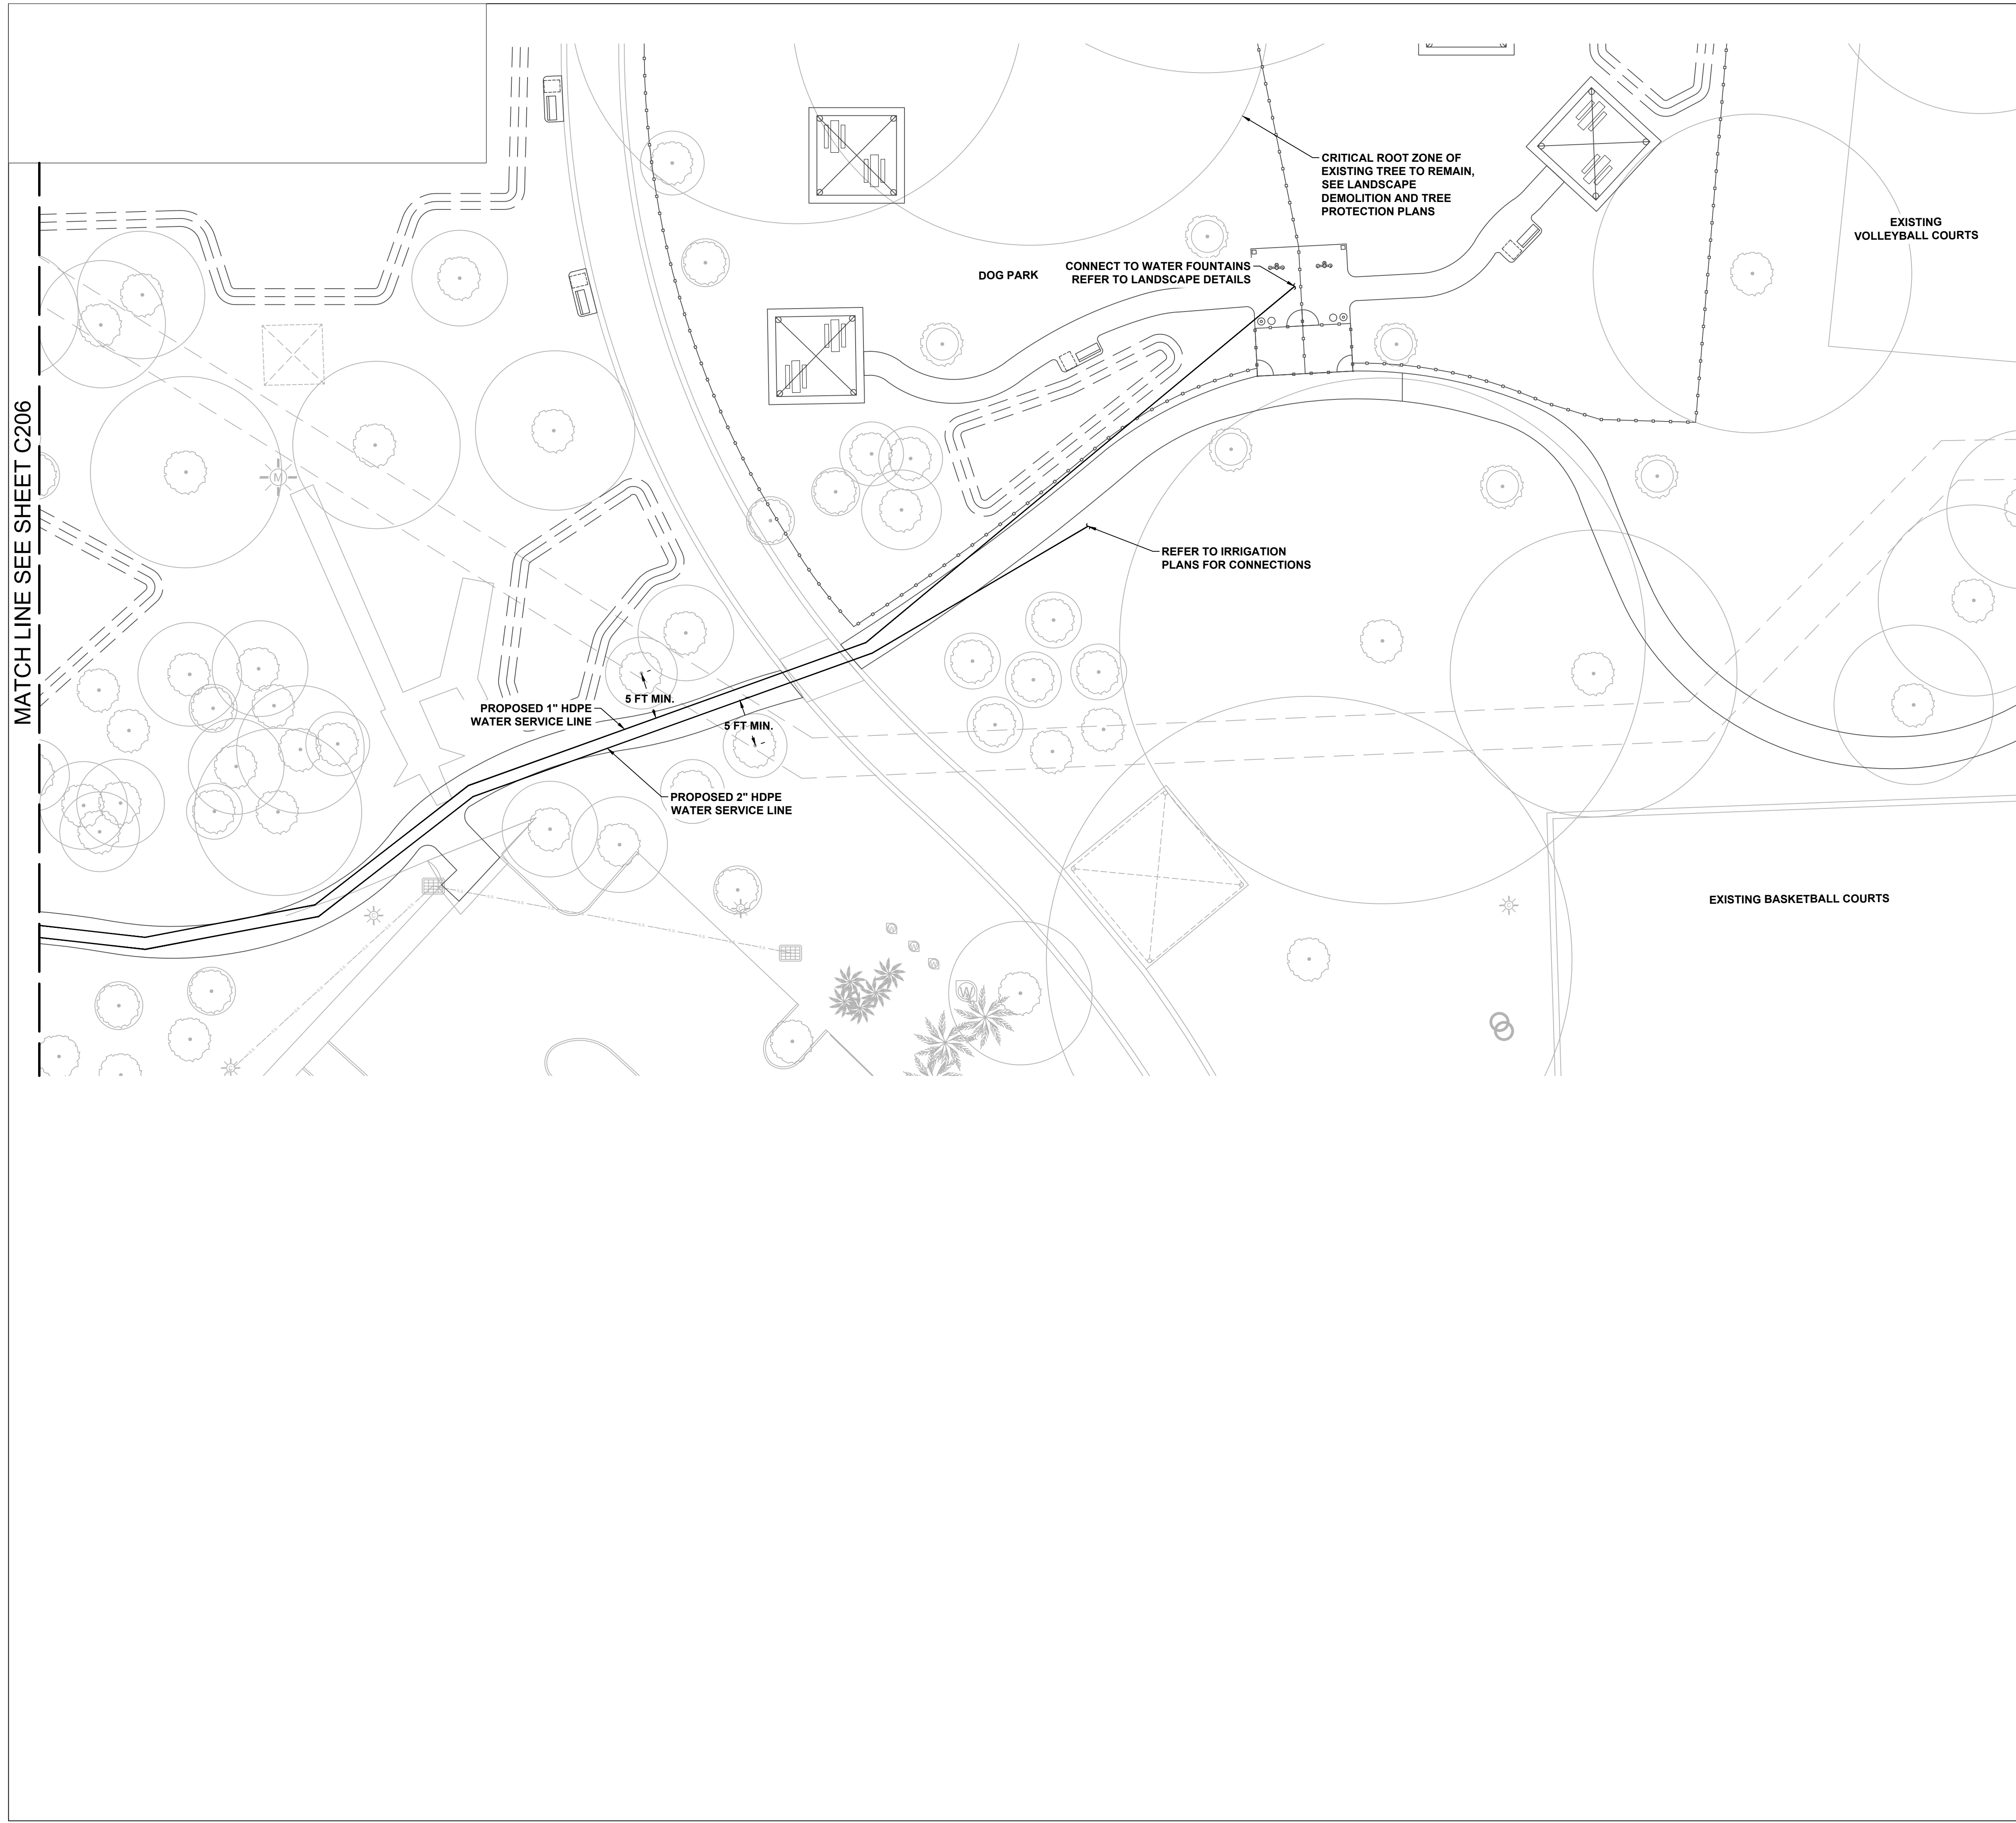 CRITICAL ROOT ZONE OF
EXISTING TREE TO REMAIN,
SEE LANDSCAPE
DEMOLITION AND TREE
PROTECTION PLANS
EXISTING
VOLLEYBALL COURTS
DOG PARK
CONNECT TO WATER FOUNTAINS
REFER TO LANDSCAPE DETAILS
MATCH LINE SEE SHEET C206
M
REFER TO IRRIGATION
PLANS FOR CONNECTIONS
5 FT MIN.
PROPOSED 1" HDPE
WATER SERVICE LINE
5 FT MIN.
PROPOSED 2" HDPE
WATER SERVICE LINE
EXISTING BASKETBALL COURTS
W